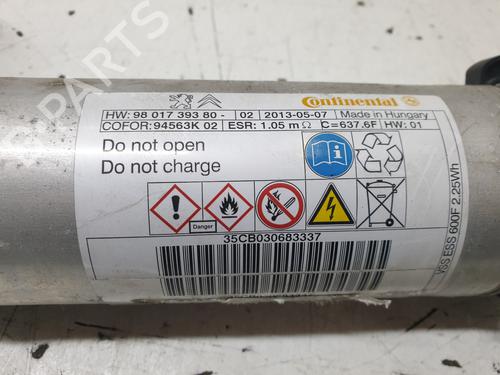 B PARTS
Continental
HW: 98 017 393 80 - 02 2013-05-07 Made in Hungary
COFOR: 94563K 02 ESR: 1.05 mΩ C=637.6F HW: 01
Do not open
Do not charge
Danger
35CB030683337
VSS ESS 600F 2.25Wh